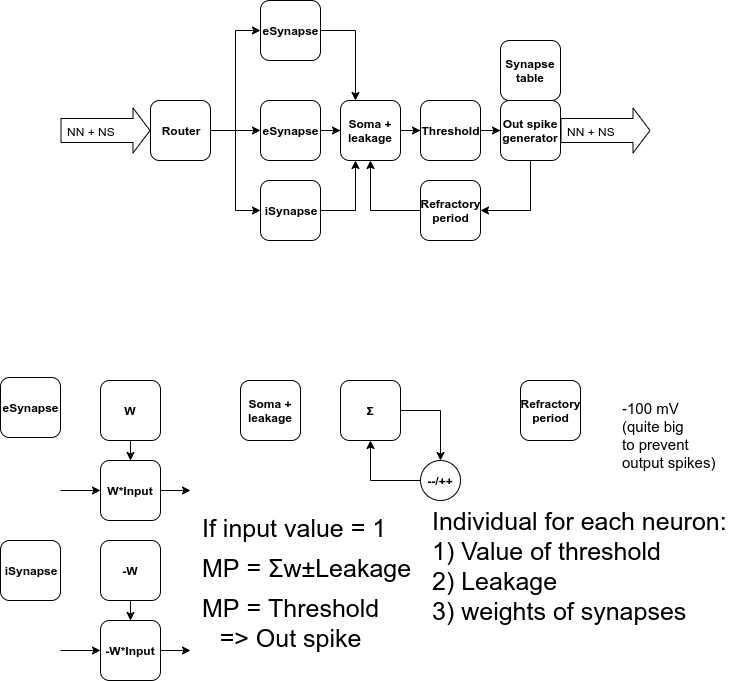 eSynapse
Synapse
table
NN + NS
Router
eSynapse
Soma +
leakage
Threshold
Out spike
generator
NN + NS
iSynapse
Refractory
period
eSynapse
W
Soma +
leakage
Σ
Refractory
period
-100 mV
(quite big
to prevent
output spikes)
W*Input
--/++
If input value = 1
MP = Σw±Leakage
MP = Threshold
=> Out spike
Individual for each neuron:
1) Value of threshold
2) Leakage
3) weights of synapses
iSynapse
-W
-W*Input